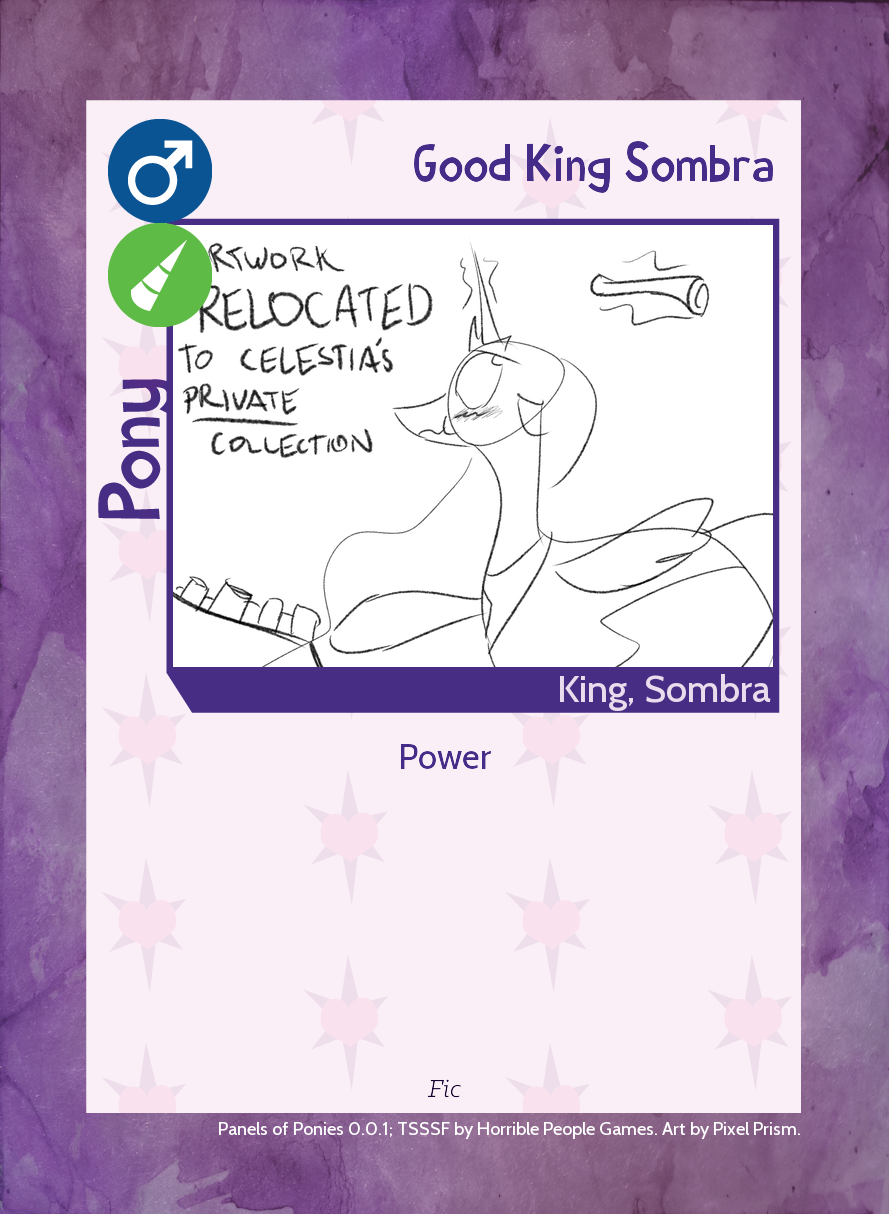 Good King Sombra
ARTWORK
RELOCATED
TO CELESTIA'S
PRIVATE
COLLECTION
Pony
King, Sombra
Power
Fic
Panels of Ponies 0.0.1; TSSSF by Horrible People Games. Art by Pixel Prism.